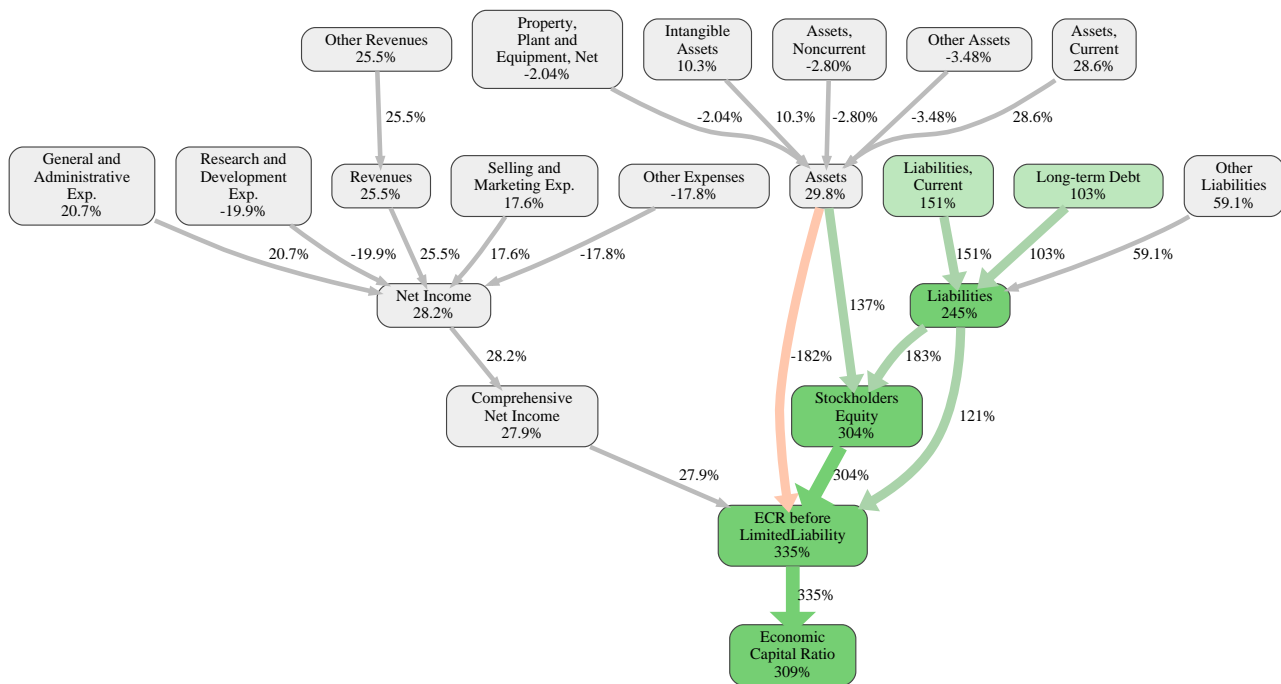 Other Revenues
25.5%
Property,
Plant and
Equipment, Net
-2.04%
Intangible
Assets
10.3%
Assets,
Noncurrent
-2.80%
Other Assets
-3.48%
Assets,
Current
28.6%
25.5%
-2.04%
10.3%
-2.80%
-3.48%
28.6%
General and
Administrative
Exp.
20.7%
Research and
Development
Exp.
-19.9%
Revenues
25.5%
Selling and
Marketing Exp.
17.6%
Other Expenses
-17.8%
Assets
29.8%
Liabilities,
Current
151%
Long-term Debt
103%
Other
Liabilities
59.1%
20.7%
-19.9%
25.5%
17.6%
-17.8%
151%
103%
59.1%
Net Income
28.2%
Liabilities
245%
137%
28.2%
-182%
183%
Comprehensive
Net Income
27.9%
Stockholders
Equity
304%
121%
27.9%
304%
ECR before
LimitedLiability
335%
335%
Economic
Capital Ratio
309%